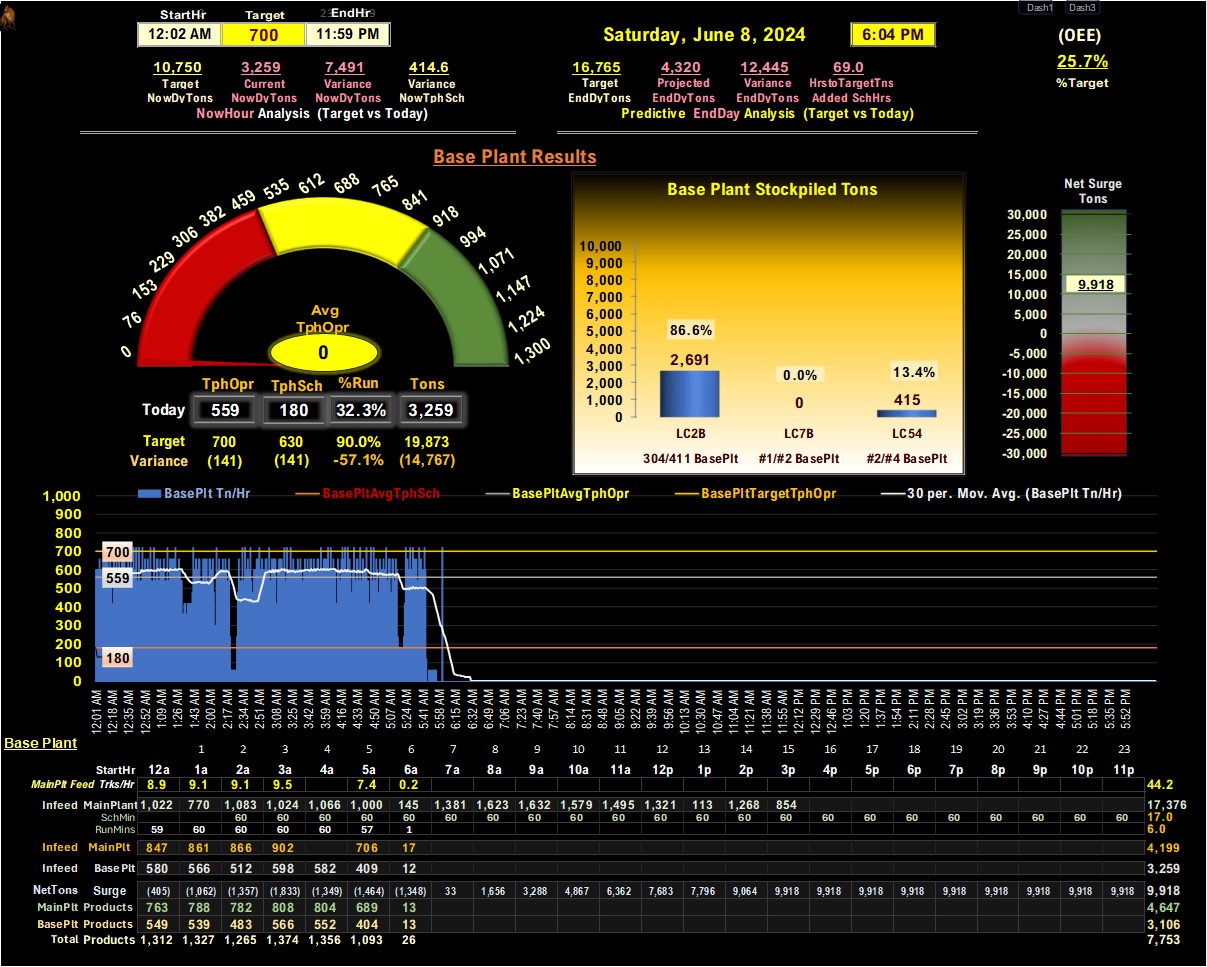 Dash1 Dash3
StartHr Target EndHr
12:02 AM 700 11:59 PM
Saturday, June 8, 2024 6:04 PM
(OEE)
25.7%
%Target
10,750 3,259 7,491 414.6
Target Current Variance Variance
NowDyTons NowDyTons NowDyTons NowTphSch
NowHour Analysis (Target vs Today)
16,765 4,320 12,445 69.0
Target Projected Variance HrstoTargetTns
EndDyTons EndDyTons EndDyTons Added SchHrs
Predictive EndDay Analysis (Target vs Today)
Base Plant Results
0 76 153 229 306 382 459 535 612 688 765 841 918 994 1,071 1,147 1,224 1,300
Avg
TphOpr
0
TphOpr TphSch %Run Tons
Today 559 180 32.3% 3,259
Target 700 630 90.0% 19,873
Variance (141) (141) -57.1% (14,767)
Base Plant Stockpiled Tons
10,000
9,000
8,000
7,000
6,000
5,000
4,000
3,000
2,000
1,000
0
86.6% 0.0% 13.4%
2,691 0 415
LC2B LC7B LC54
304/411 BasePlt #1/#2 BasePlt #2/#4 BasePlt
Net Surge
Tons
30,000
25,000
20,000
15,000
10,000
5,000
0
-5,000
-10,000
-15,000
-20,000
-25,000
-30,000
9,918
BasePlt Tn/Hr BasePltAvgTphSch BasePltAvgTphOpr BasePltTargetTphOpr 30 per. Mov. Avg. (BasePlt Tn/Hr)
1,000
900
800
700
600
500
400
300
200
100
0
700
559
180
12:01 AM 12:18 AM 12:35 AM 12:52 AM 1:09 AM 1:26 AM 1:43 AM 2:00 AM 2:17 AM 2:34 AM 2:51 AM 3:08 AM 3:25 AM 3:42 AM 3:59 AM 4:16 AM 4:33 AM 4:50 AM 5:07 AM 5:24 AM 5:41 AM 5:58 AM 6:15 AM 6:32 AM 6:49 AM 7:06 AM 7:23 AM 7:40 AM 7:57 AM 8:14 AM 8:31 AM 8:48 AM 9:05 AM 9:22 AM 9:39 AM 9:56 AM 10:13 AM 10:30 AM 10:47 AM 11:04 AM 11:21 AM 11:38 AM 11:55 AM 12:12 PM 12:29 PM 12:46 PM 1:03 PM 1:20 PM 1:37 PM 1:54 PM 2:11 PM 2:28 PM 2:45 PM 3:02 PM 3:19 PM 3:36 PM 3:53 PM 4:10 PM 4:27 PM 4:44 PM 5:01 PM 5:18 PM 5:35 PM 5:52 PM
Base Plant
1 2 3 4 5 6 7 8 9 10 11 12 13 14 15 16 17 18 19 20 21 22 23
StartHr 12a 1a 2a 3a 4a 5a 6a 7a 8a 9a 10a 11a 12p 1p 2p 3p 4p 5p 6p 7p 8p 9p 10p 11p
MainPlt Feed Trks/Hr 8.9 9.1 9.1 9.5 7.4 0.2 44.2
Infeed MainPlant 1,022 770 1,083 1,024 1,066 1,000 145 1,381 1,623 1,632 1,579 1,495 1,321 113 1,268 854 17,376
SchMin 60 60 60 60 60 60 60 60 60 60 60 60 60 60 60 60 60 60 60 60 60 60 17.0
RunMins 59 60 60 60 60 57 1 6.0
Infeed MainPlt 847 861 866 902 706 17 4,199
Infeed Base Plt 580 566 512 598 582 409 12 3,259
NetTons Surge (405) (1,062) (1,357) (1,833) (1,349) (1,464) (1,348) 33 1,656 3,288 4,867 6,362 7,683 7,796 9,064 9,918 9,918 9,918 9,918 9,918 9,918 9,918 9,918 9,918 9,918
MainPlt Products 763 788 782 808 804 689 13 4,647
BasePlt Products 549 539 483 566 552 404 13 3,106
Total Products 1,312 1,327 1,265 1,374 1,356 1,093 26 7,753